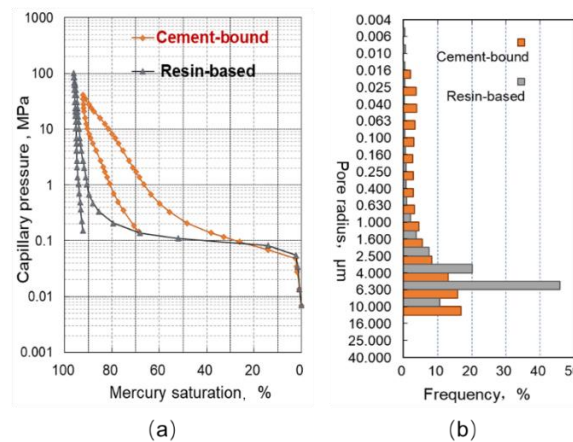 Cement-bound
Resin-based
Capillary pressure , MPa
1000
100
10
1
0.1
0.01
0.001
100 80 60 40 20 0
Mercury saturation, %
(a)
Cement-bound
Resin-based
Pore radius, μm
0.004
0.006
0.010
0.016
0.025
0.040
0.063
0.100
0.160
0.250
0.400
0.630
1.000
1.600
2.500
4.000
6.300
10.000
16.000
25.000
40.000
0 10 20 30 40 50
Frequency, %
(b)